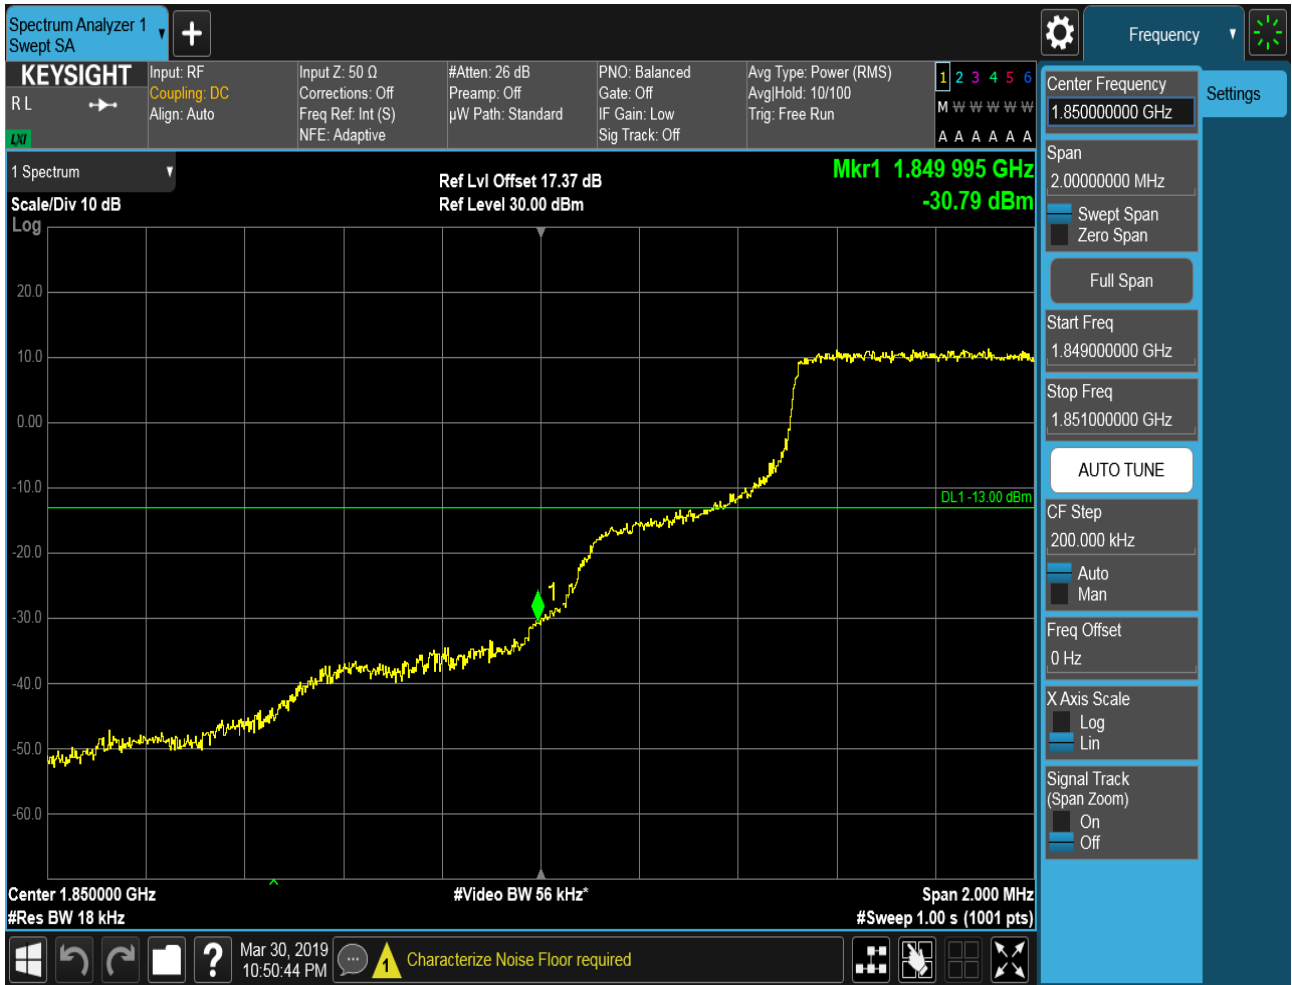 Spectrum Analyzer 1
Swept SA
Frequency
KEYSIGHT
R L
LXI
Input: RF
Coupling: DC
Align: Auto
Input Z: 50 Ω
Corrections: Off
Freq Ref: Int (S)
NFE: Adaptive
#Atten: 26 dB
Preamp: Off
µW Path: Standard
PNO: Balanced
Gate: Off
IF Gain: Low
Sig Track: Off
Avg Type: Power (RMS)
Avg|Hold: 10/100
Trig: Free Run
1 2 3 4 5 6
M W W W W W
A A A A A A
1 Spectrum
Scale/Div 10 dB
Log
Ref Lvl Offset 17.37 dB
Ref Level 30.00 dBm
Mkr1 1.849 995 GHz
-30.79 dBm
20.0
10.0
0.00
-10.0
-20.0
-30.0
-40.0
-50.0
-60.0
DL1 -13.00 dBm
1
Center 1.850000 GHz
#Res BW 18 kHz
#Video BW 56 kHz*
Span 2.000 MHz
#Sweep 1.00 s (1001 pts)
Center Frequency
1.850000000 GHz
Settings
Span
2.00000000 MHz
Swept Span
Zero Span
Full Span
Start Freq
1.849000000 GHz
Stop Freq
1.851000000 GHz
AUTO TUNE
CF Step
200.000 kHz
Auto
Man
Freq Offset
0 Hz
X Axis Scale
Log
Lin
Signal Track
(Span Zoom)
On
Off
?
Mar 30, 2019
10:50:44 PM
1
Characterize Noise Floor required